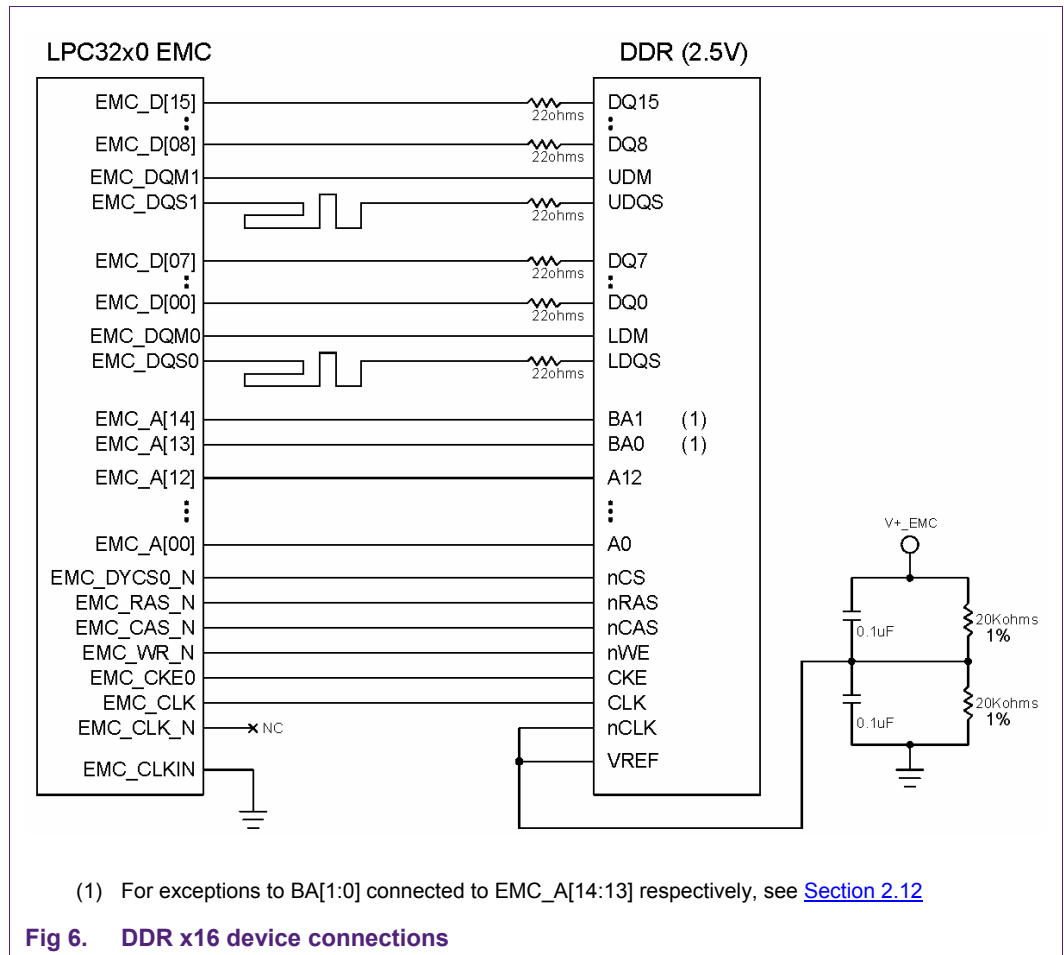 LPC32x0 EMC DDR (2.5V)
EMC_D[15] 22ohms DQ15
EMC_D[08] 22ohms DQ8
EMC_DQM1 UDM
EMC_DQS1 22ohms UDQS
EMC_D[07] 22ohms DQ7
EMC_D[00] 22ohms DQ0
EMC_DQM0 LDM
EMC_DQS0 22ohms LDQS
EMC_A[14] BA1 (1)
EMC_A[13] BA0 (1)
EMC_A[12] A12
V+_EMC
EMC_A[00] A0
EMC_DYCS0_N nCS
EMC_RAS_N nRAS
EMC_CAS_N nCAS
0.1uF 20Kohms
1%
EMC_WR_N nWE
EMC_CKE0 CKE
EMC_CLK CLK
EMC_CLK_N NC nCLK
0.1uF 20Kohms
1%
EMC_CLKIN VREF
(1) For exceptions to BA[1:0] connected to EMC_A[14:13] respectively, see Section 2.12
Fig 6. DDR x16 device connections